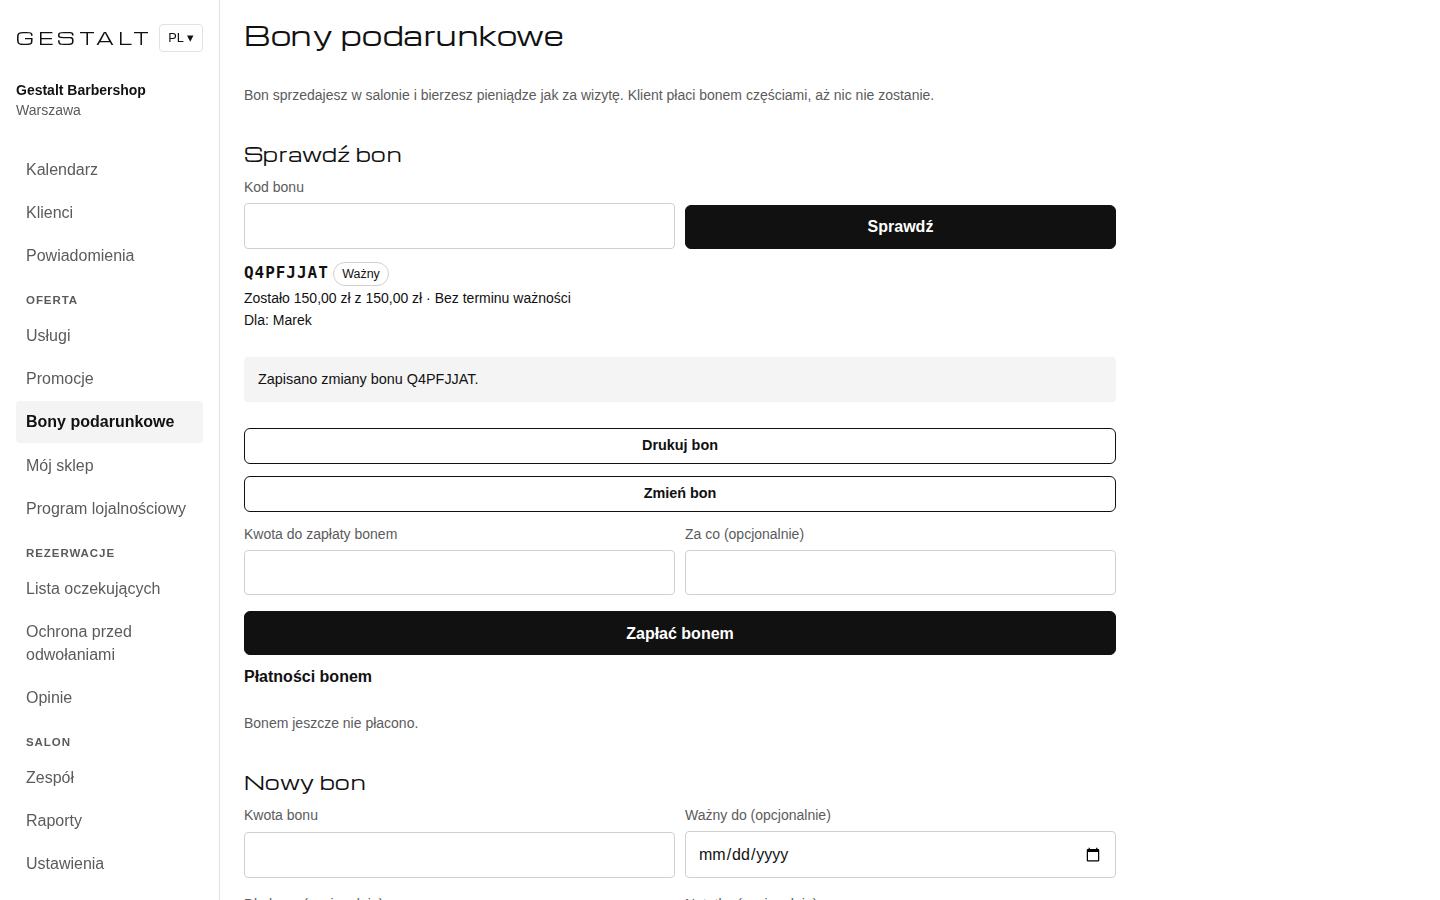 GESTALT
PL ▾
Gestalt Barbershop
Warszawa
Kalendarz
Klienci
Powiadomienia
OFERTA
Usługi
Promocje
Bony podarunkowe
Mój sklep
Program lojalnościowy
REZERWACJE
Lista oczekujących
Ochrona przed
odwołaniami
Opinie
SALON
Zespół
Raporty
Ustawienia
Bony podarunkowe
Bon sprzedajesz w salonie i bierzesz pieniądze jak za wizytę. Klient płaci bonem częściami, aż nic nie zostanie.
Sprawdź bon
Kod bonu
Sprawdź
Q4PFJJAT Ważny
Zostało 150,00 zł z 150,00 zł · Bez terminu ważności
Dla: Marek
Zapisano zmiany bonu Q4PFJJAT.
Drukuj bon
Zmień bon
Kwota do zapłaty bonem
Za co (opcjonalnie)
Zapłać bonem
Płatności bonem
Bonem jeszcze nie płacono.
Nowy bon
Kwota bonu
Ważny do (opcjonalnie)
mm/dd/yyyy